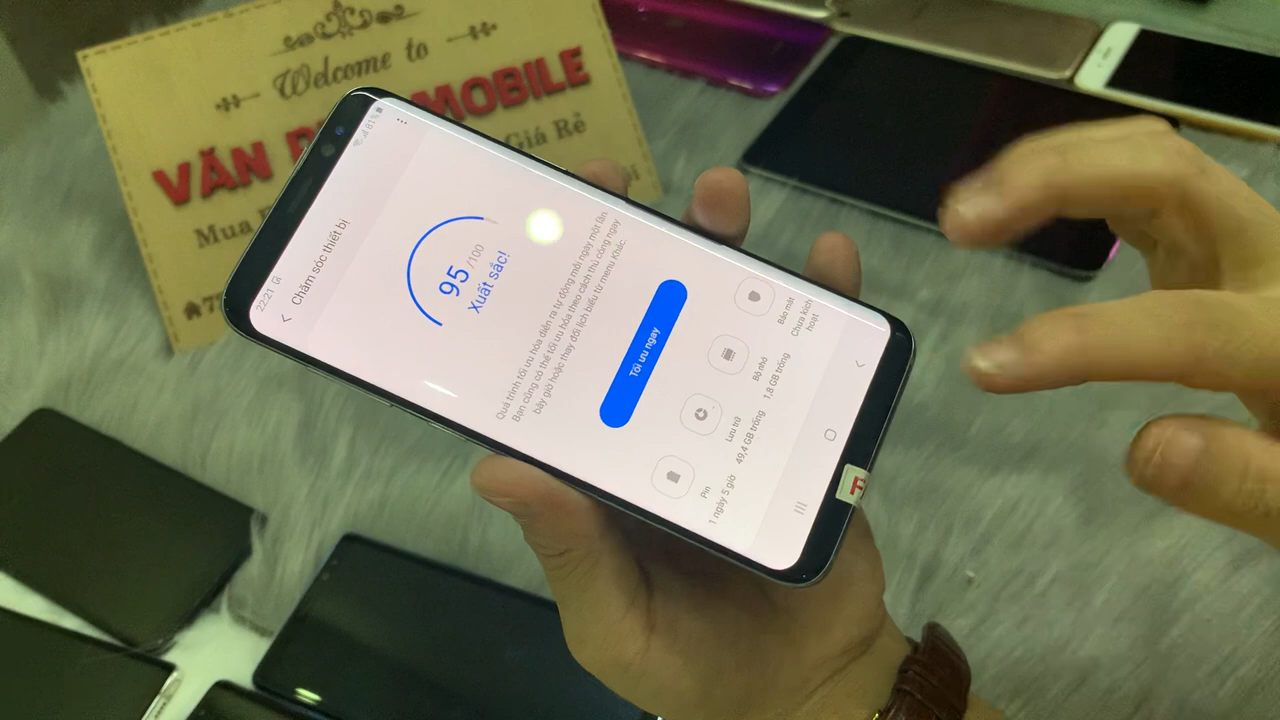 Welcome to
VĂN MOBILE
Giá Rẻ
Mua
22:21
81%
Chăm sóc thiết bị
95 /100
Xuất sắc!
Quá trình tối ưu hóa diễn ra tự động mỗi ngày một lần.
Bạn cũng có thể tối ưu hóa theo cách thủ công ngay
bây giờ hoặc thay đổi lịch biểu từ menu Khác.
Tối ưu ngay
Pin
1 ngày 5 giờ
Lưu trữ
49,4 GB trống
Bộ nhớ
1,8 GB trống
Bảo mật
Chưa kích
hoạt